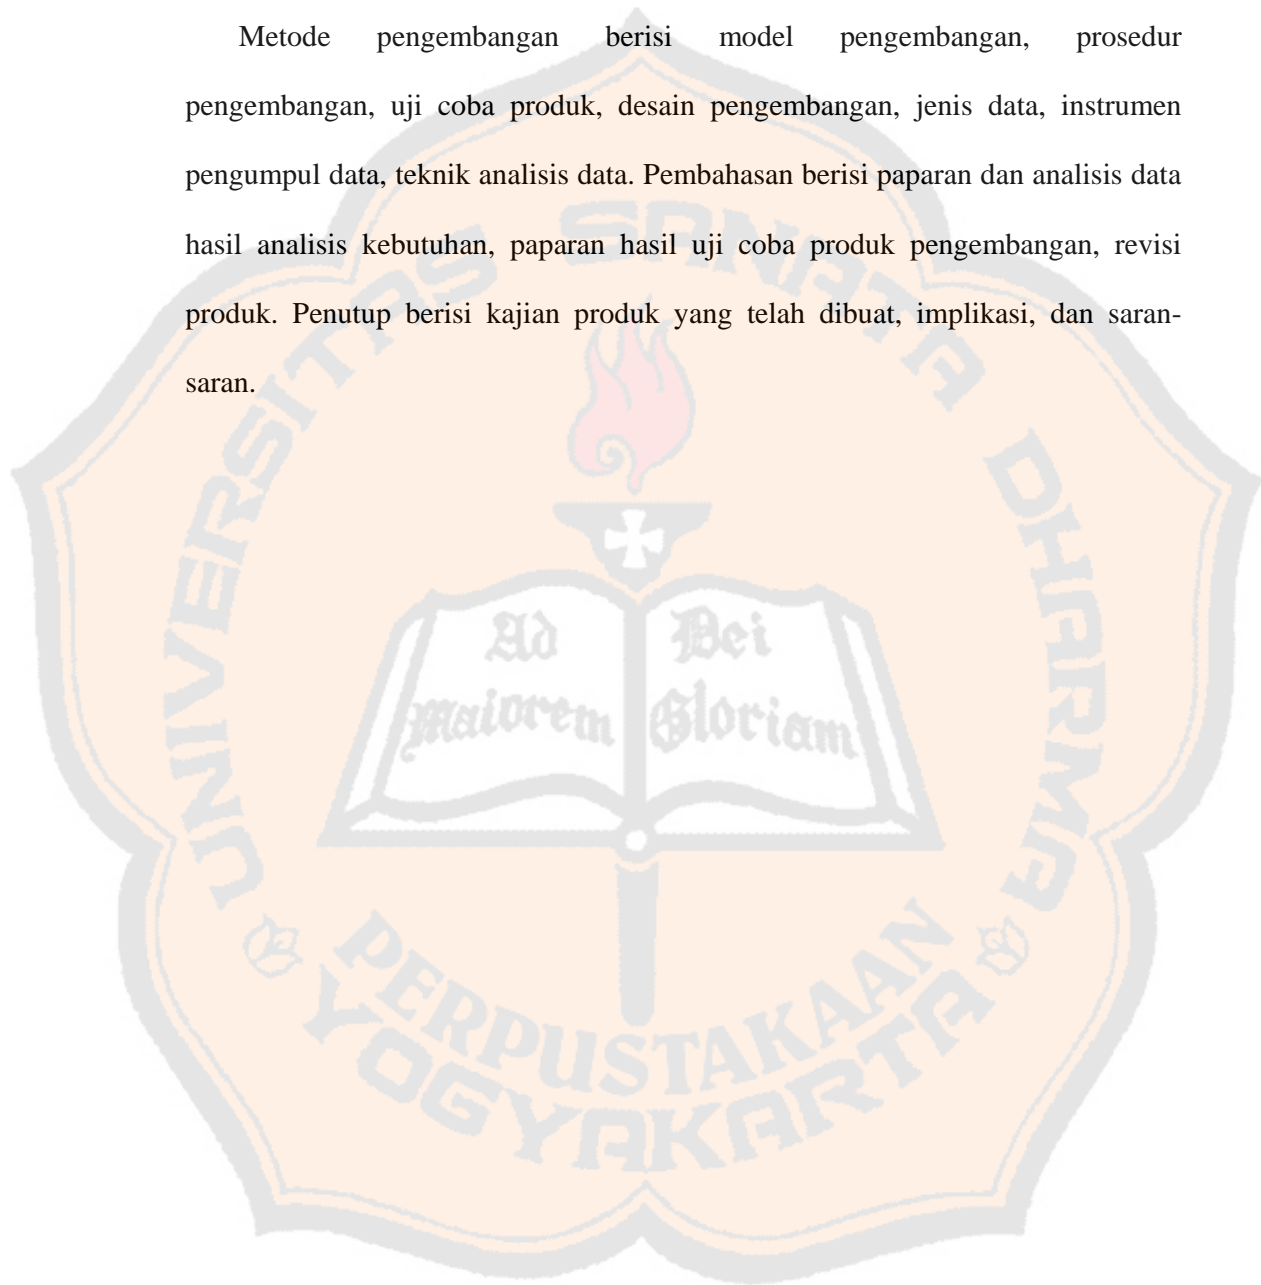 Metode pengembangan berisi model pengembangan, prosedur
pengembangan, uji coba produk, desain pengembangan, jenis data, instrumen
pengumpul data, teknik analisis data. Pembahasan berisi paparan dan analisis data
hasil analisis kebutuhan, paparan hasil uji coba produk pengembangan, revisi
produk. Penutup berisi kajian produk yang telah dibuat, implikasi, dan saran-
saran.
UNIVERSITAS SANATA DHARMA
Ad
maiorem
Dei
Gloriam
PERPUSTAKAAN
YOGYAKARTA